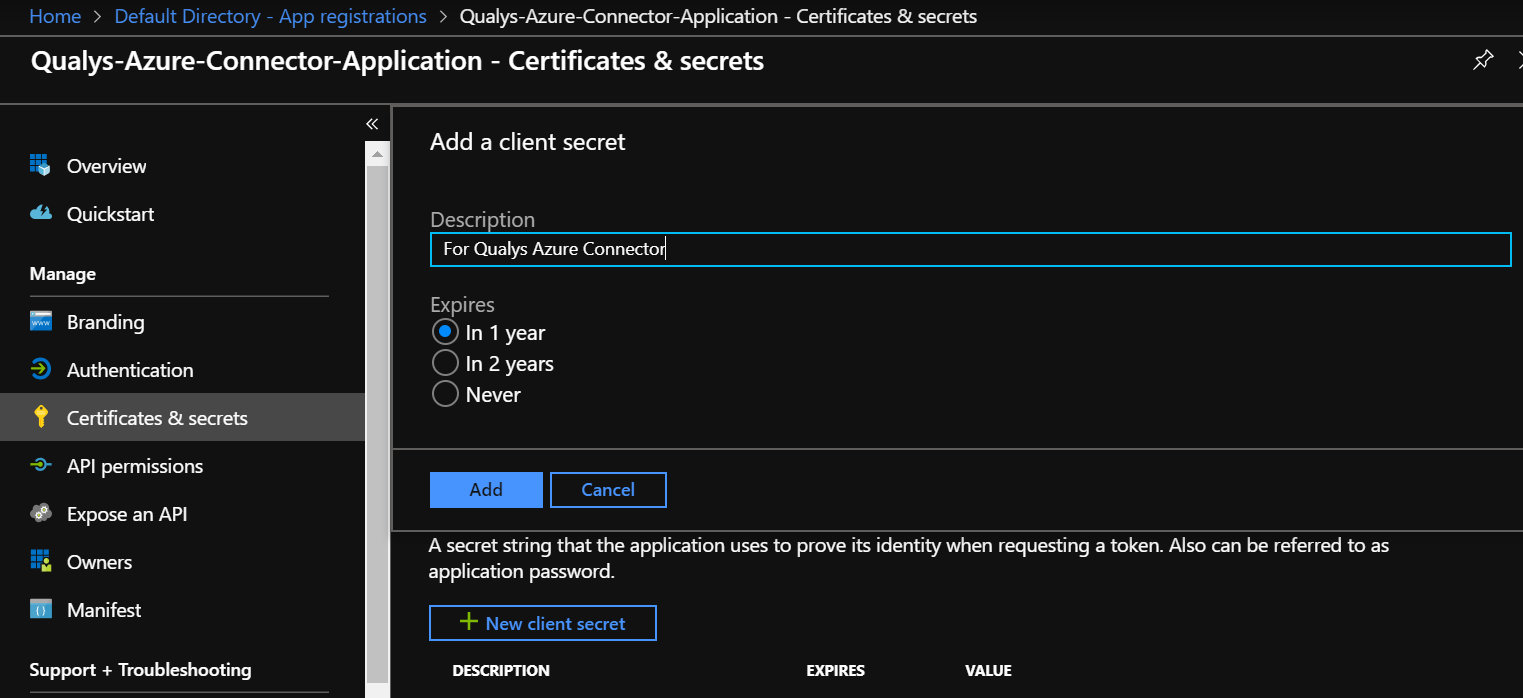 Home > Default Directory - App registrations > Qualys-Azure-Connector-Application - Certificates & secrets
Qualys-Azure-Connector-Application - Certificates & secrets
«
Overview
Quickstart
Manage
Branding
Authentication
Certificates & secrets
API permissions
Expose an API
Owners
Manifest
Support + Troubleshooting
Add a client secret
Description
For Qualys Azure Connector
Expires
In 1 year
In 2 years
Never
Add Cancel
A secret string that the application uses to prove its identity when requesting a token. Also can be referred to as
application password.
+ New client secret
DESCRIPTION EXPIRES VALUE